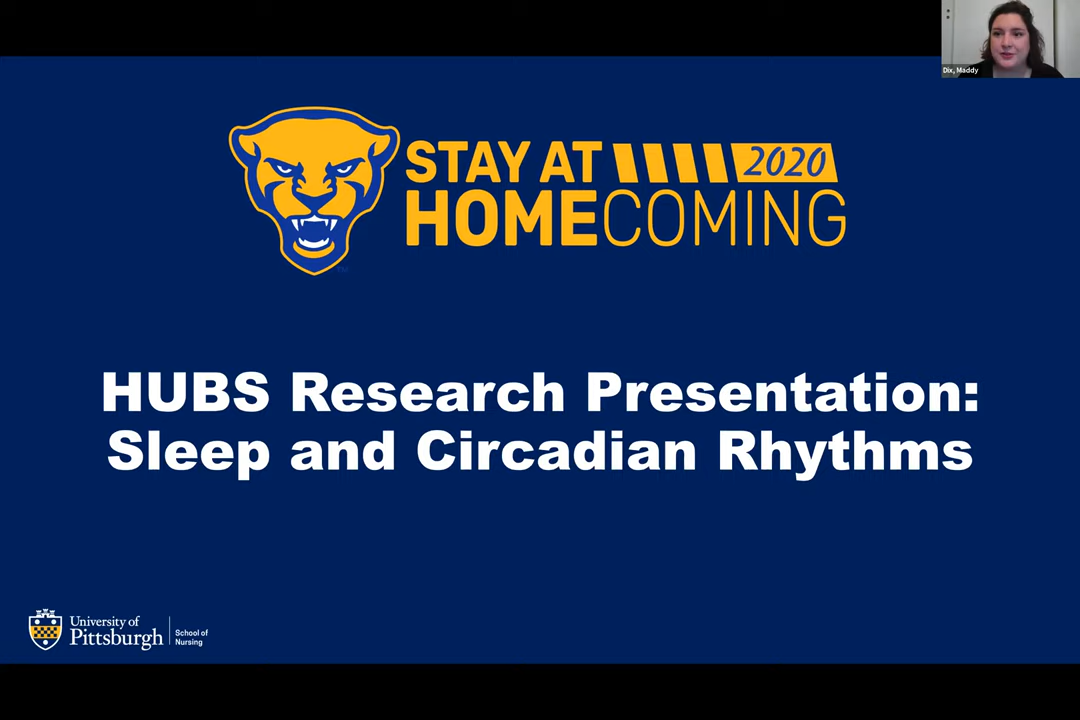 Dix, Maddy
STAY AT 2020
HOMECOMING
TM
HUBS Research Presentation:
Sleep and Circadian Rhythms
University of
Pittsburgh
School of
Nursing